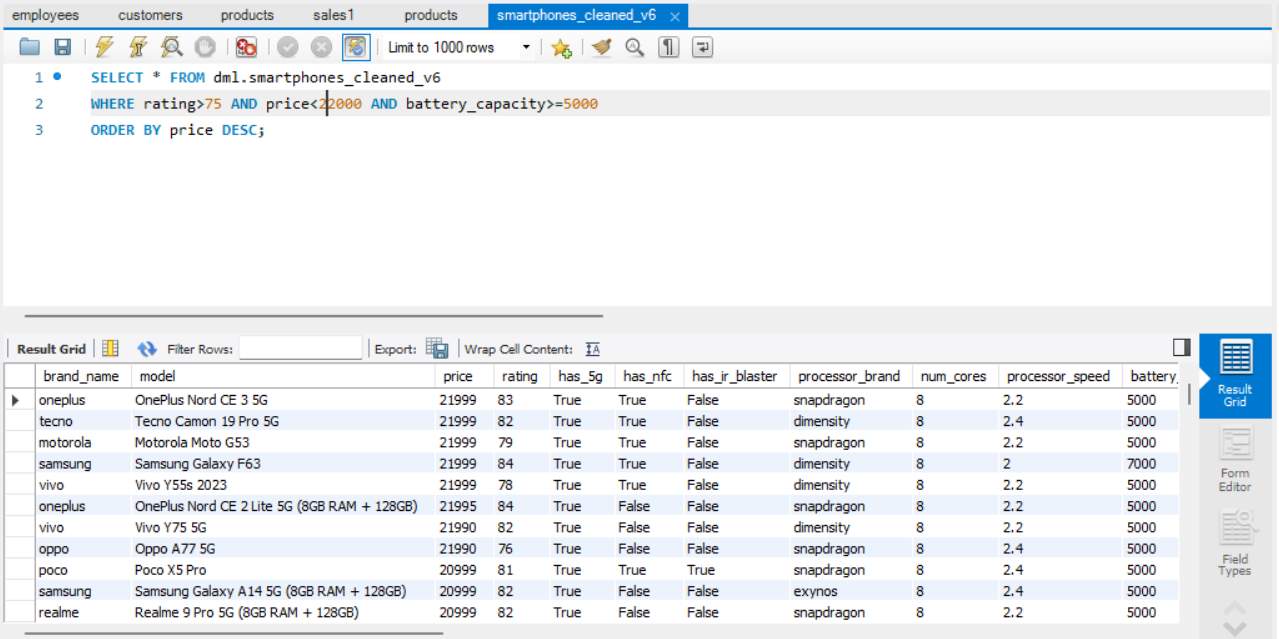 employees customers products sales1 products smartphones_cleaned_v6
Limit to 1000 rows
1 SELECT * FROM dml.smartphones_cleaned_v6
2 WHERE rating>75 AND price<22000 AND battery_capacity>=5000
3 ORDER BY price DESC;
Result Grid Filter Rows: Export: Wrap Cell Content: IA
brand_name model price rating has_5g has_nfc has_ir_blaster processor_brand num_cores processor_speed battery_
oneplus OnePlus Nord CE 3 5G 21999 83 True True False snapdragon 8 2.2 5000
tecno Tecno Camon 19 Pro 5G 21999 82 True True False dimensity 8 2.4 5000
motorola Motorola Moto G53 21999 79 True True False snapdragon 8 2.2 5000
samsung Samsung Galaxy F63 21999 84 True True False dimensity 8 2 7000
vivo Vivo Y55s 2023 21999 78 True True False dimensity 8 2.2 5000
oneplus OnePlus Nord CE 2 Lite 5G (8GB RAM + 128GB) 21995 84 True False False snapdragon 8 2.2 5000
vivo Vivo Y75 5G 21990 82 True False False dimensity 8 2.2 5000
oppo Oppo A77 5G 21990 76 True False False snapdragon 8 2.4 5000
poco Poco X5 Pro 20999 81 True True True snapdragon 8 2.4 5000
samsung Samsung Galaxy A14 5G (8GB RAM + 128GB) 20999 82 True False False exynos 8 2.4 5000
realme Realme 9 Pro 5G (8GB RAM + 128GB) 20999 82 True False False snapdragon 8 2.2 5000
Result
Grid
Form
Editor
Field
Types